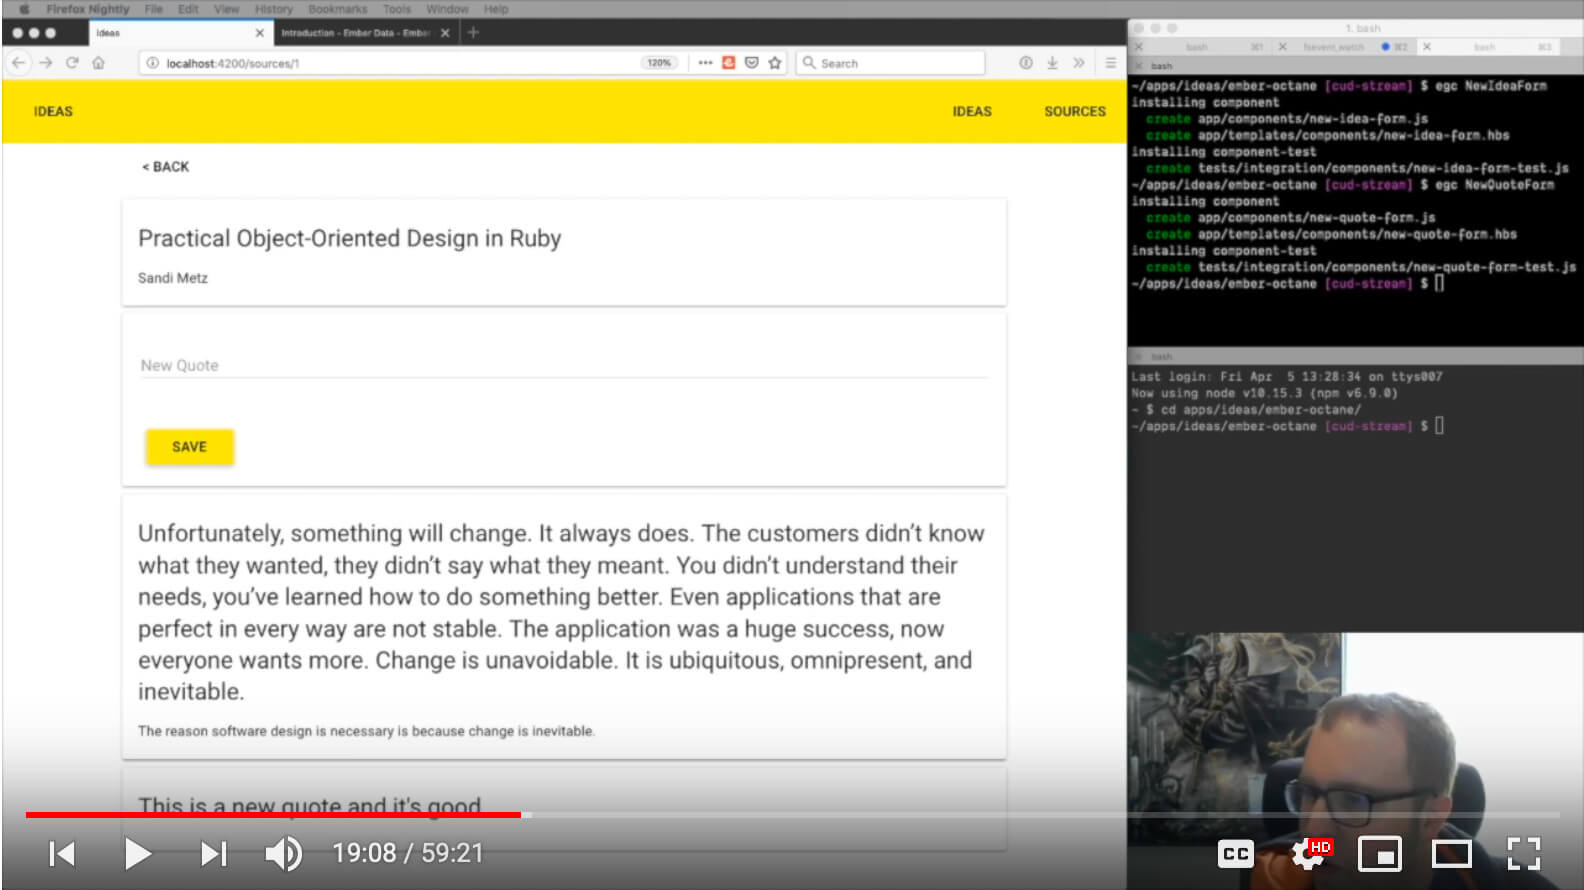 Firefox Nightly File Edit View History Bookmarks Tools Window Help
Ideas
Introduction - Ember Data - Ember
localhost:4200/sources/1
120%
Search
IDEAS
IDEAS SOURCES
< BACK
Practical Object-Oriented Design in Ruby
Sandi Metz
New Quote
SAVE
Unfortunately, something will change. It always does. The customers didn’t know
what they wanted, they didn’t say what they meant. You didn’t understand their
needs, you’ve learned how to do something better. Even applications that are
perfect in every way are not stable. The application was a huge success, now
everyone wants more. Change is unavoidable. It is ubiquitous, omnipresent, and
inevitable.
The reason software design is necessary is because change is inevitable.
This is a new quote and it's good
1. bash
bash ⌘1 fsevent_watch ⌘2 bash ⌘3
bash
~/apps/ideas/ember-octane [cud-stream] $ egc NewIdeaForm
installing component
create app/components/new-idea-form.js
create app/templates/components/new-idea-form.hbs
installing component-test
create tests/integration/components/new-idea-form-test.js
~/apps/ideas/ember-octane [cud-stream] $ egc NewQuoteForm
installing component
create app/components/new-quote-form.js
create app/templates/components/new-quote-form.hbs
installing component-test
create tests/integration/components/new-quote-form-test.js
~/apps/ideas/ember-octane [cud-stream] $
bash
Last login: Fri Apr 5 13:28:34 on ttys007
Now using node v10.15.3 (npm v6.9.0)
~ $ cd apps/ideas/ember-octane/
~/apps/ideas/ember-octane [cud-stream] $
19:08 / 59:21
CC
HD